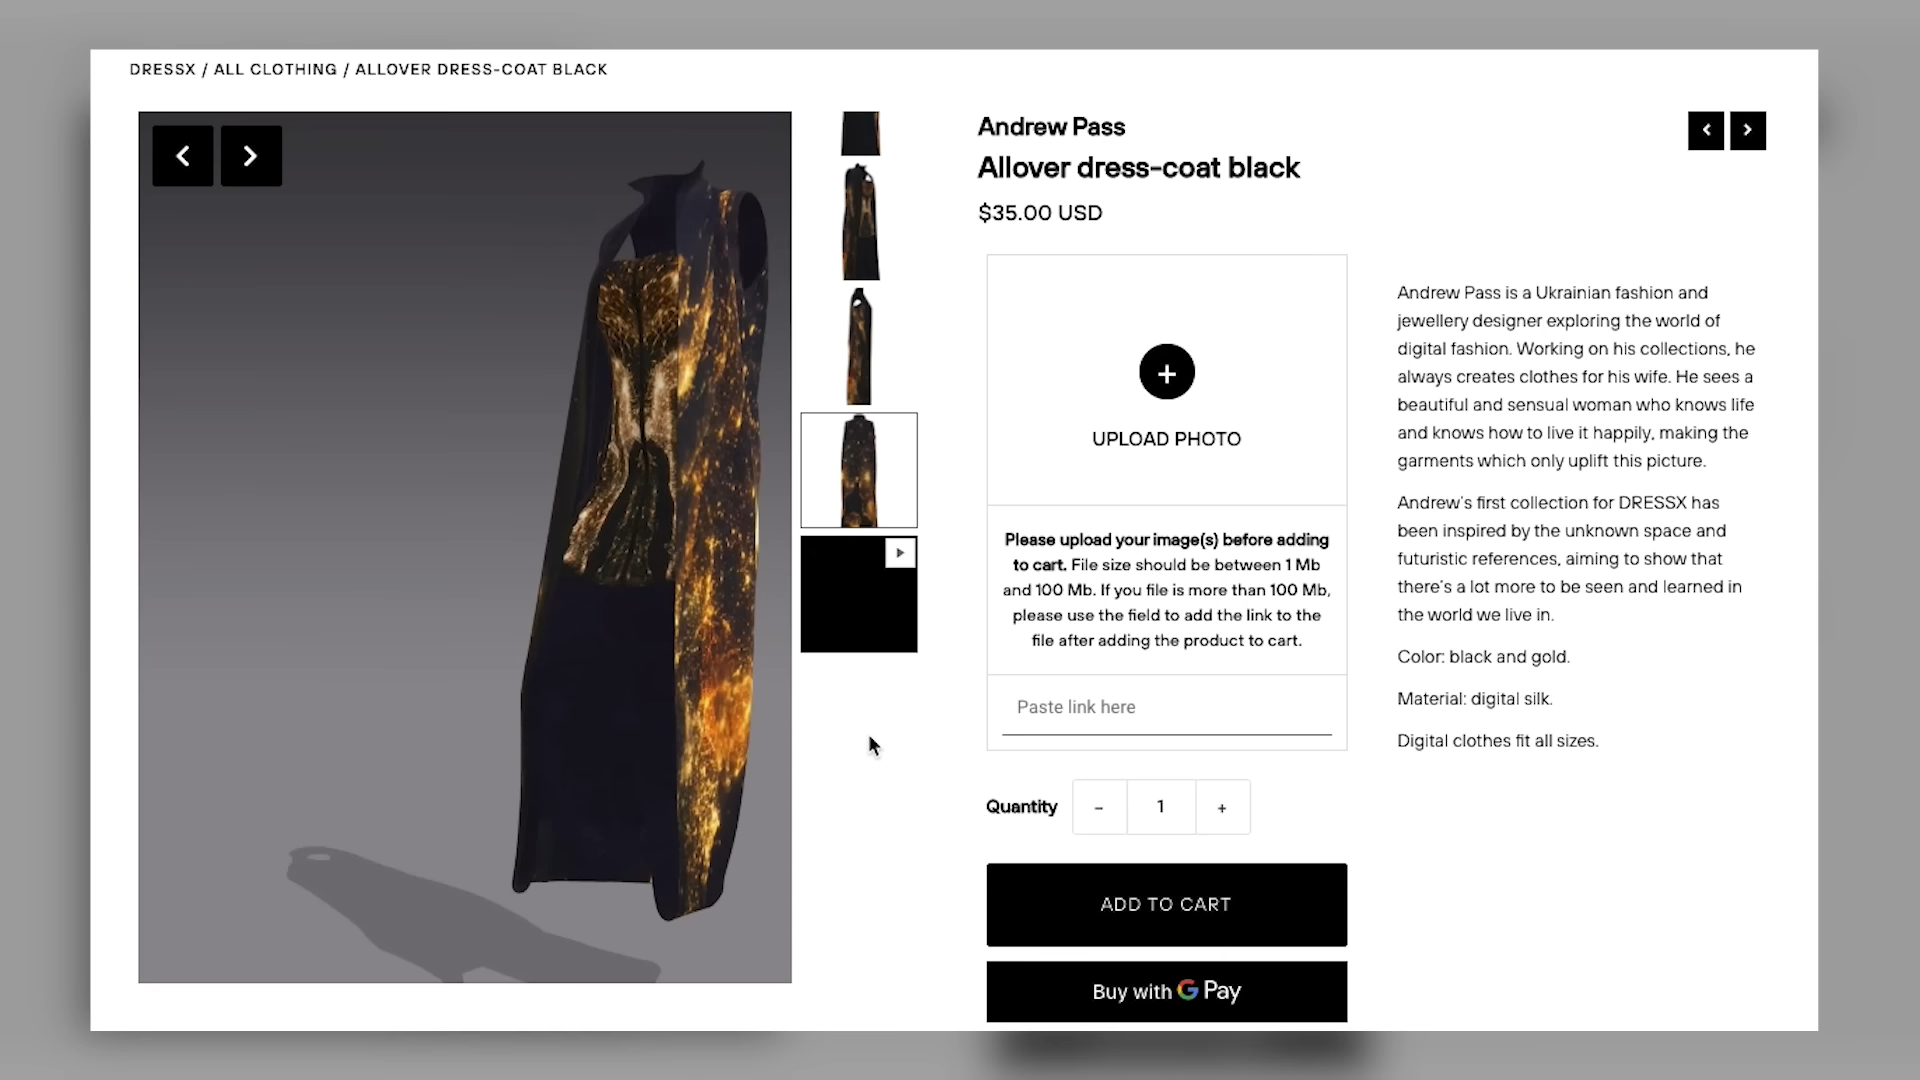 DRESSX / ALL CLOTHING / ALLOVER DRESS-COAT BLACK
Andrew Pass
Allover dress-coat black
$35.00 USD
+
UPLOAD PHOTO
Please upload your image(s) before adding
to cart. File size should be between 1 Mb
and 100 Mb. If you file is more than 100 Mb,
please use the field to add the link to the
file after adding the product to cart.
Paste link here
Quantity - 1 +
ADD TO CART
Buy with G Pay
Andrew Pass is a Ukrainian fashion and
jewellery designer exploring the world of
digital fashion. Working on his collections, he
always creates clothes for his wife. He sees a
beautiful and sensual woman who knows life
and knows how to live it happily, making the
garments which only uplift this picture.
Andrew's first collection for DRESSX has
been inspired by the unknown space and
futuristic references, aiming to show that
there's a lot more to be seen and learned in
the world we live in.
Color: black and gold.
Material: digital silk.
Digital clothes fit all sizes.